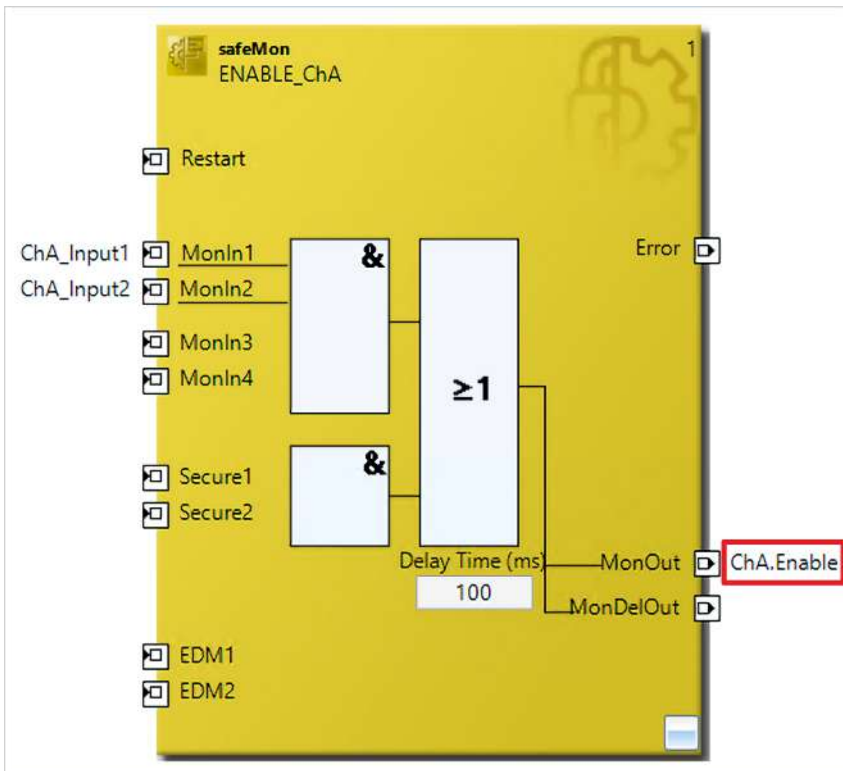 safeMon 1
ENABLE_ChA
Restart
ChA_Input1 MonIn1 & Error
ChA_Input2 MonIn2
MonIn3
MonIn4
≥1
& 
Secure1
Secure2
Delay Time (ms)
MonOut ChA.Enable
100
MonDelOut
EDM1
EDM2